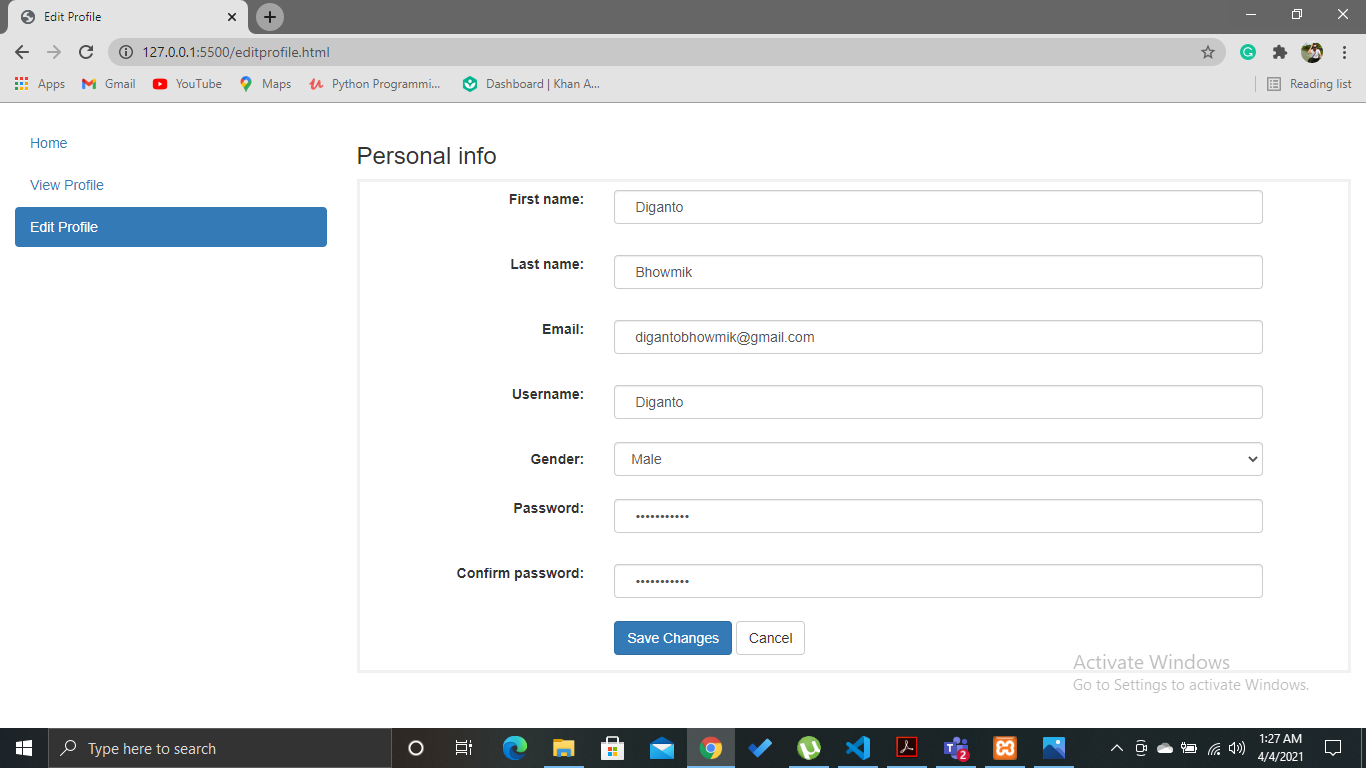 Edit Profile
127.0.0.1:5500/editprofile.html
Apps Gmail YouTube Maps Python Programmi... Dashboard | Khan A... Reading list
Home
View Profile
Edit Profile
Personal info
First name: Diganto
Last name: Bhowmik
Email: digantobhowmik@gmail.com
Username: Diganto
Gender: Male
Password: •••••••••••
Confirm password: •••••••••••
Save Changes Cancel
Activate Windows
Go to Settings to activate Windows.
Type here to search
2
1:27 AM
4/4/2021